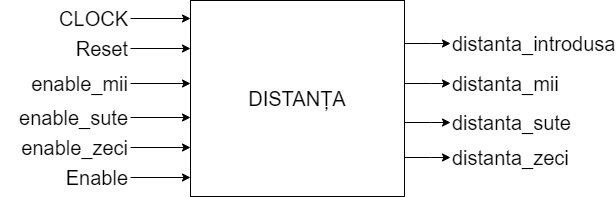 CLOCK
Reset
enable_mii
enable_sute
enable_zeci
Enable
DISTANȚA
distanta_introdusa
distanta_mii
distanta_sute
distanta_zeci